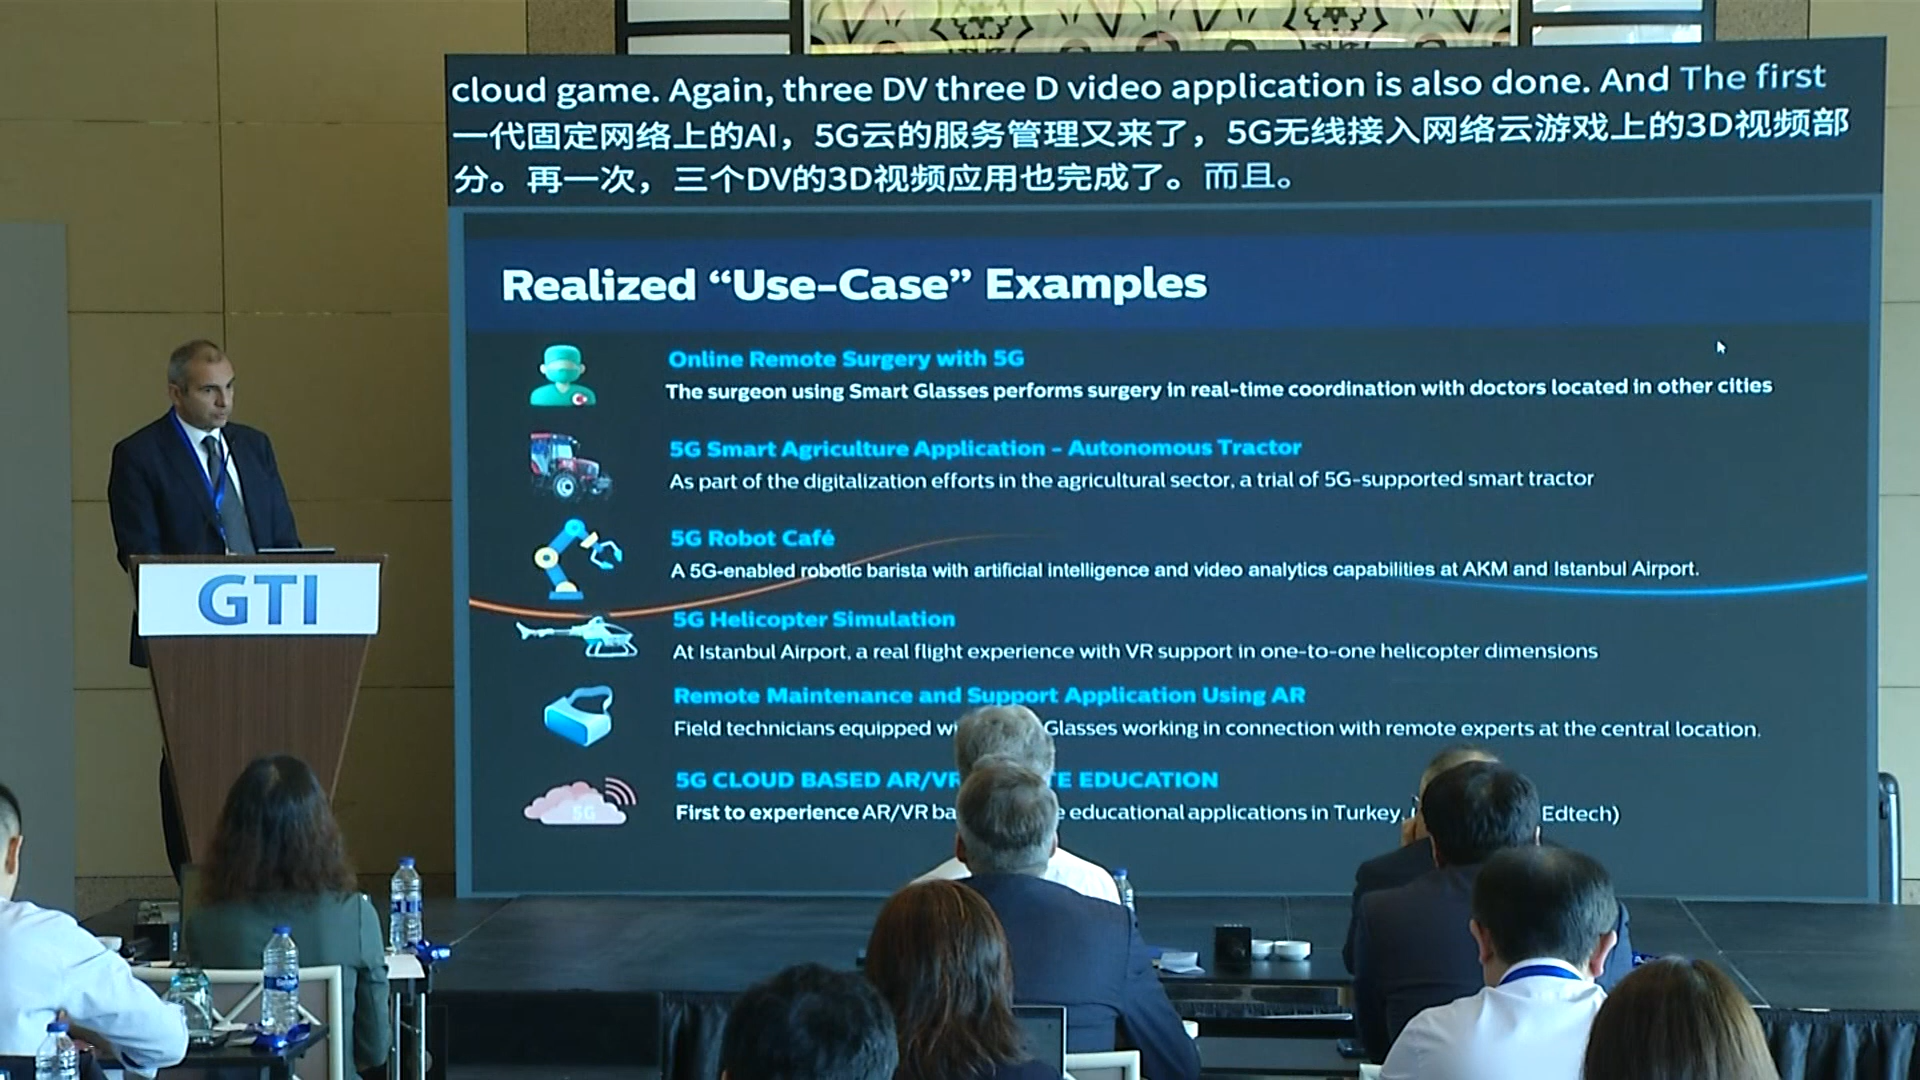 cloud game. Again, three DV three D video application is also done. And The first
一代固定网络上的AI，5G云的服务管理又来了，5G无线接入网络云游戏上的3D视频部
分。再一次，三个DV的3D视频应用也完成了。而且。
Realized “Use-Case” Examples
Online Remote Surgery with 5G
The surgeon using Smart Glasses performs surgery in real-time coordination with doctors located in other cities
5G Smart Agriculture Application - Autonomous Tractor
As part of the digitalization efforts in the agricultural sector, a trial of 5G-supported smart tractor
5G Robot Café
A 5G-enabled robotic barista with artificial intelligence and video analytics capabilities at AKM and Istanbul Airport.
GTI
5G Helicopter Simulation
At Istanbul Airport, a real flight experience with VR support in one-to-one helicopter dimensions
Remote Maintenance and Support Application Using AR
Field technicians equipped Glasses working in connection with remote experts at the central location.
5G CLOUD BASED EDUCATION
5G
First to experience AR/VR educational applications in Turkey. Edtech)